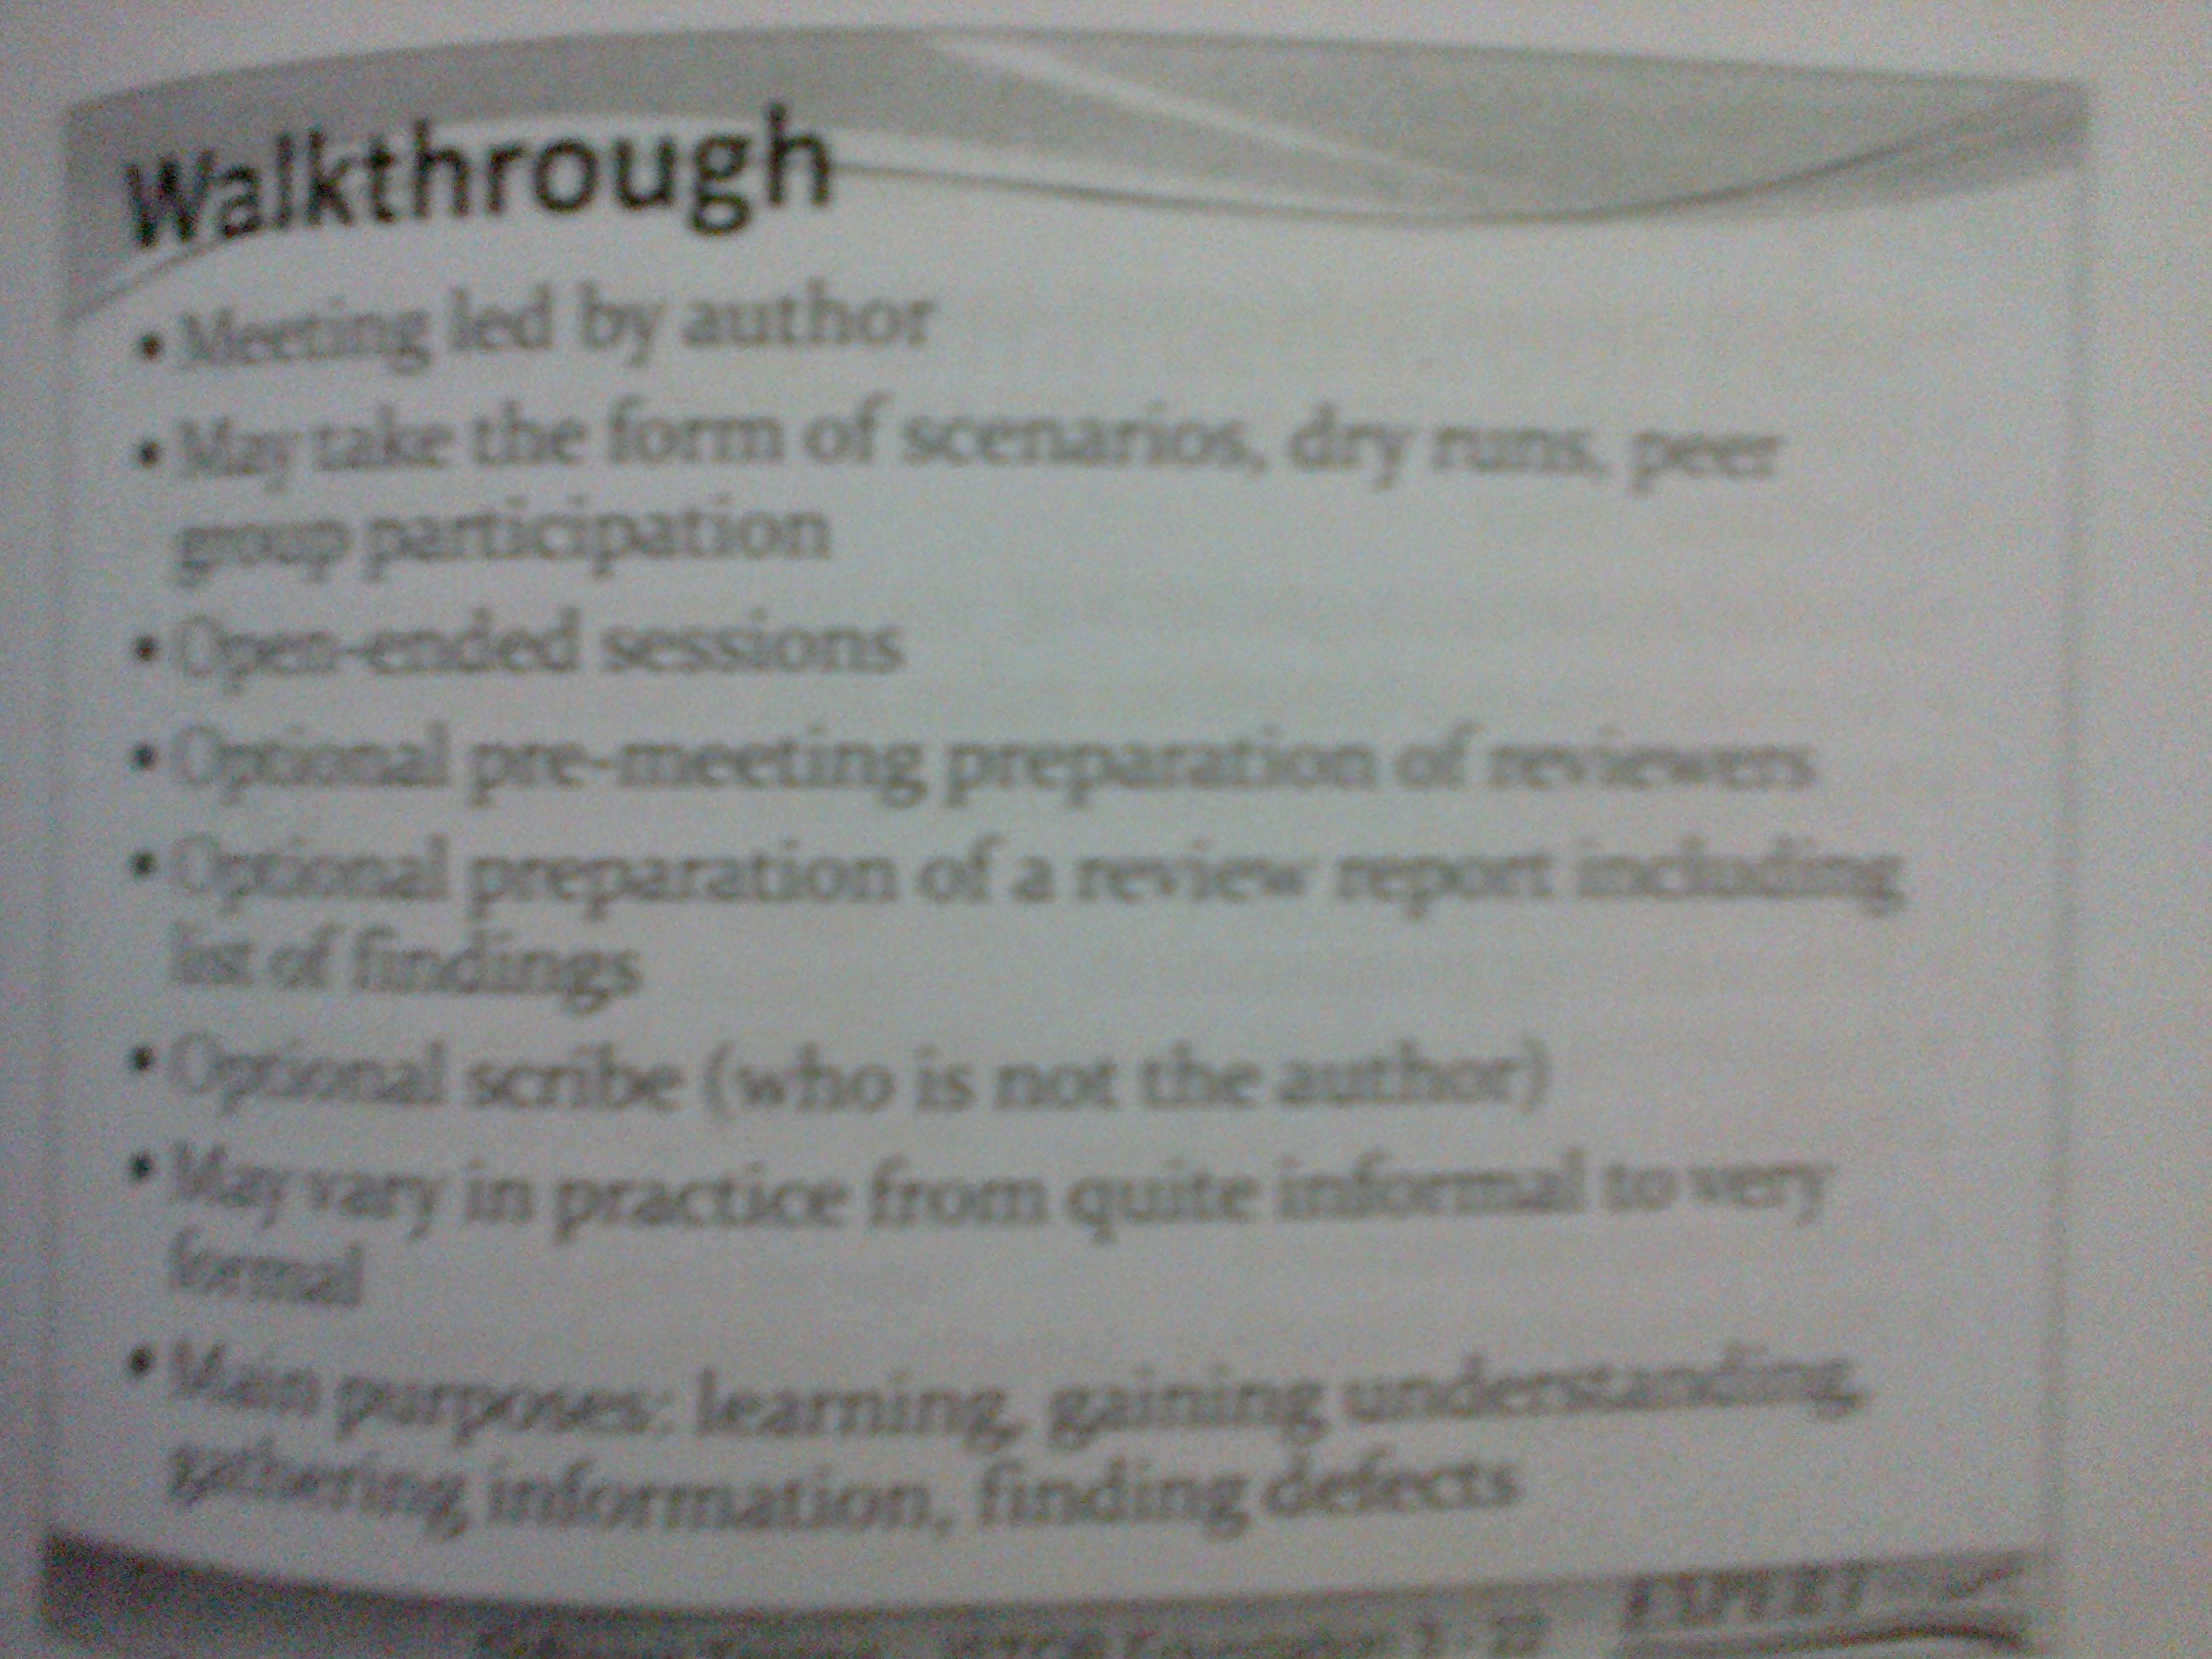 Walkthrough
• Meeting led by author
• May take the form of scenarios, dry runs, peer
group participation
• Open-ended sessions
• Optional pre-meeting preparation of reviewers
• Optional preparation of a review report including
list of findings
• Optional scribe (who is not the author)
• May vary in practice from quite informal to very
formal
• Main purposes: learning, gaining understanding,
gathering information, finding defects
EXPERT